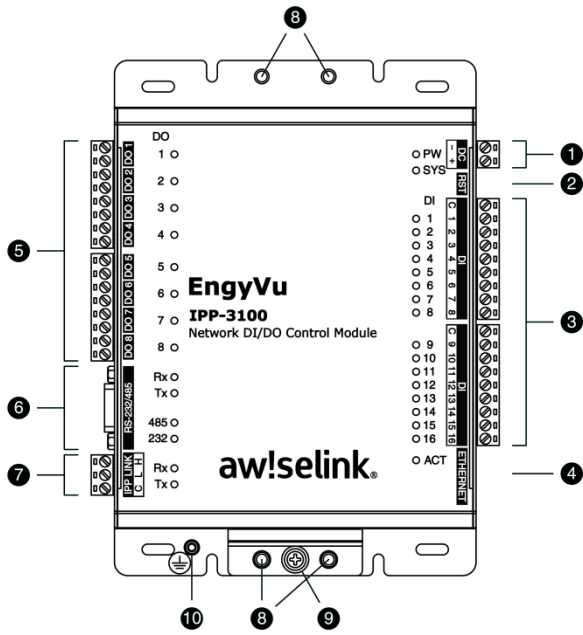 8
DO
1
2
3
4
5
6
7
8
DO 1
DO 2
DO 3
DO 4
DO 5
DO 6
DO 7
DO 8
5
RS-232/485
Rx
Tx
485
232
6
IPP LINK
C L H
Rx
Tx
7
EngyVu
IPP-3100
Network DI/DO Control Module
aw!selink®
PW
SYS
DC
- +
1
RST
2
DI
1
2
3
4
5
6
7
8
C 1 2 3 4 5 6 7 8
DI
9
10
11
12
13
14
15
16
C 9 10 11 12 13 14 15 16
DI
3
ACT
ETHERNET
4
10
8
9